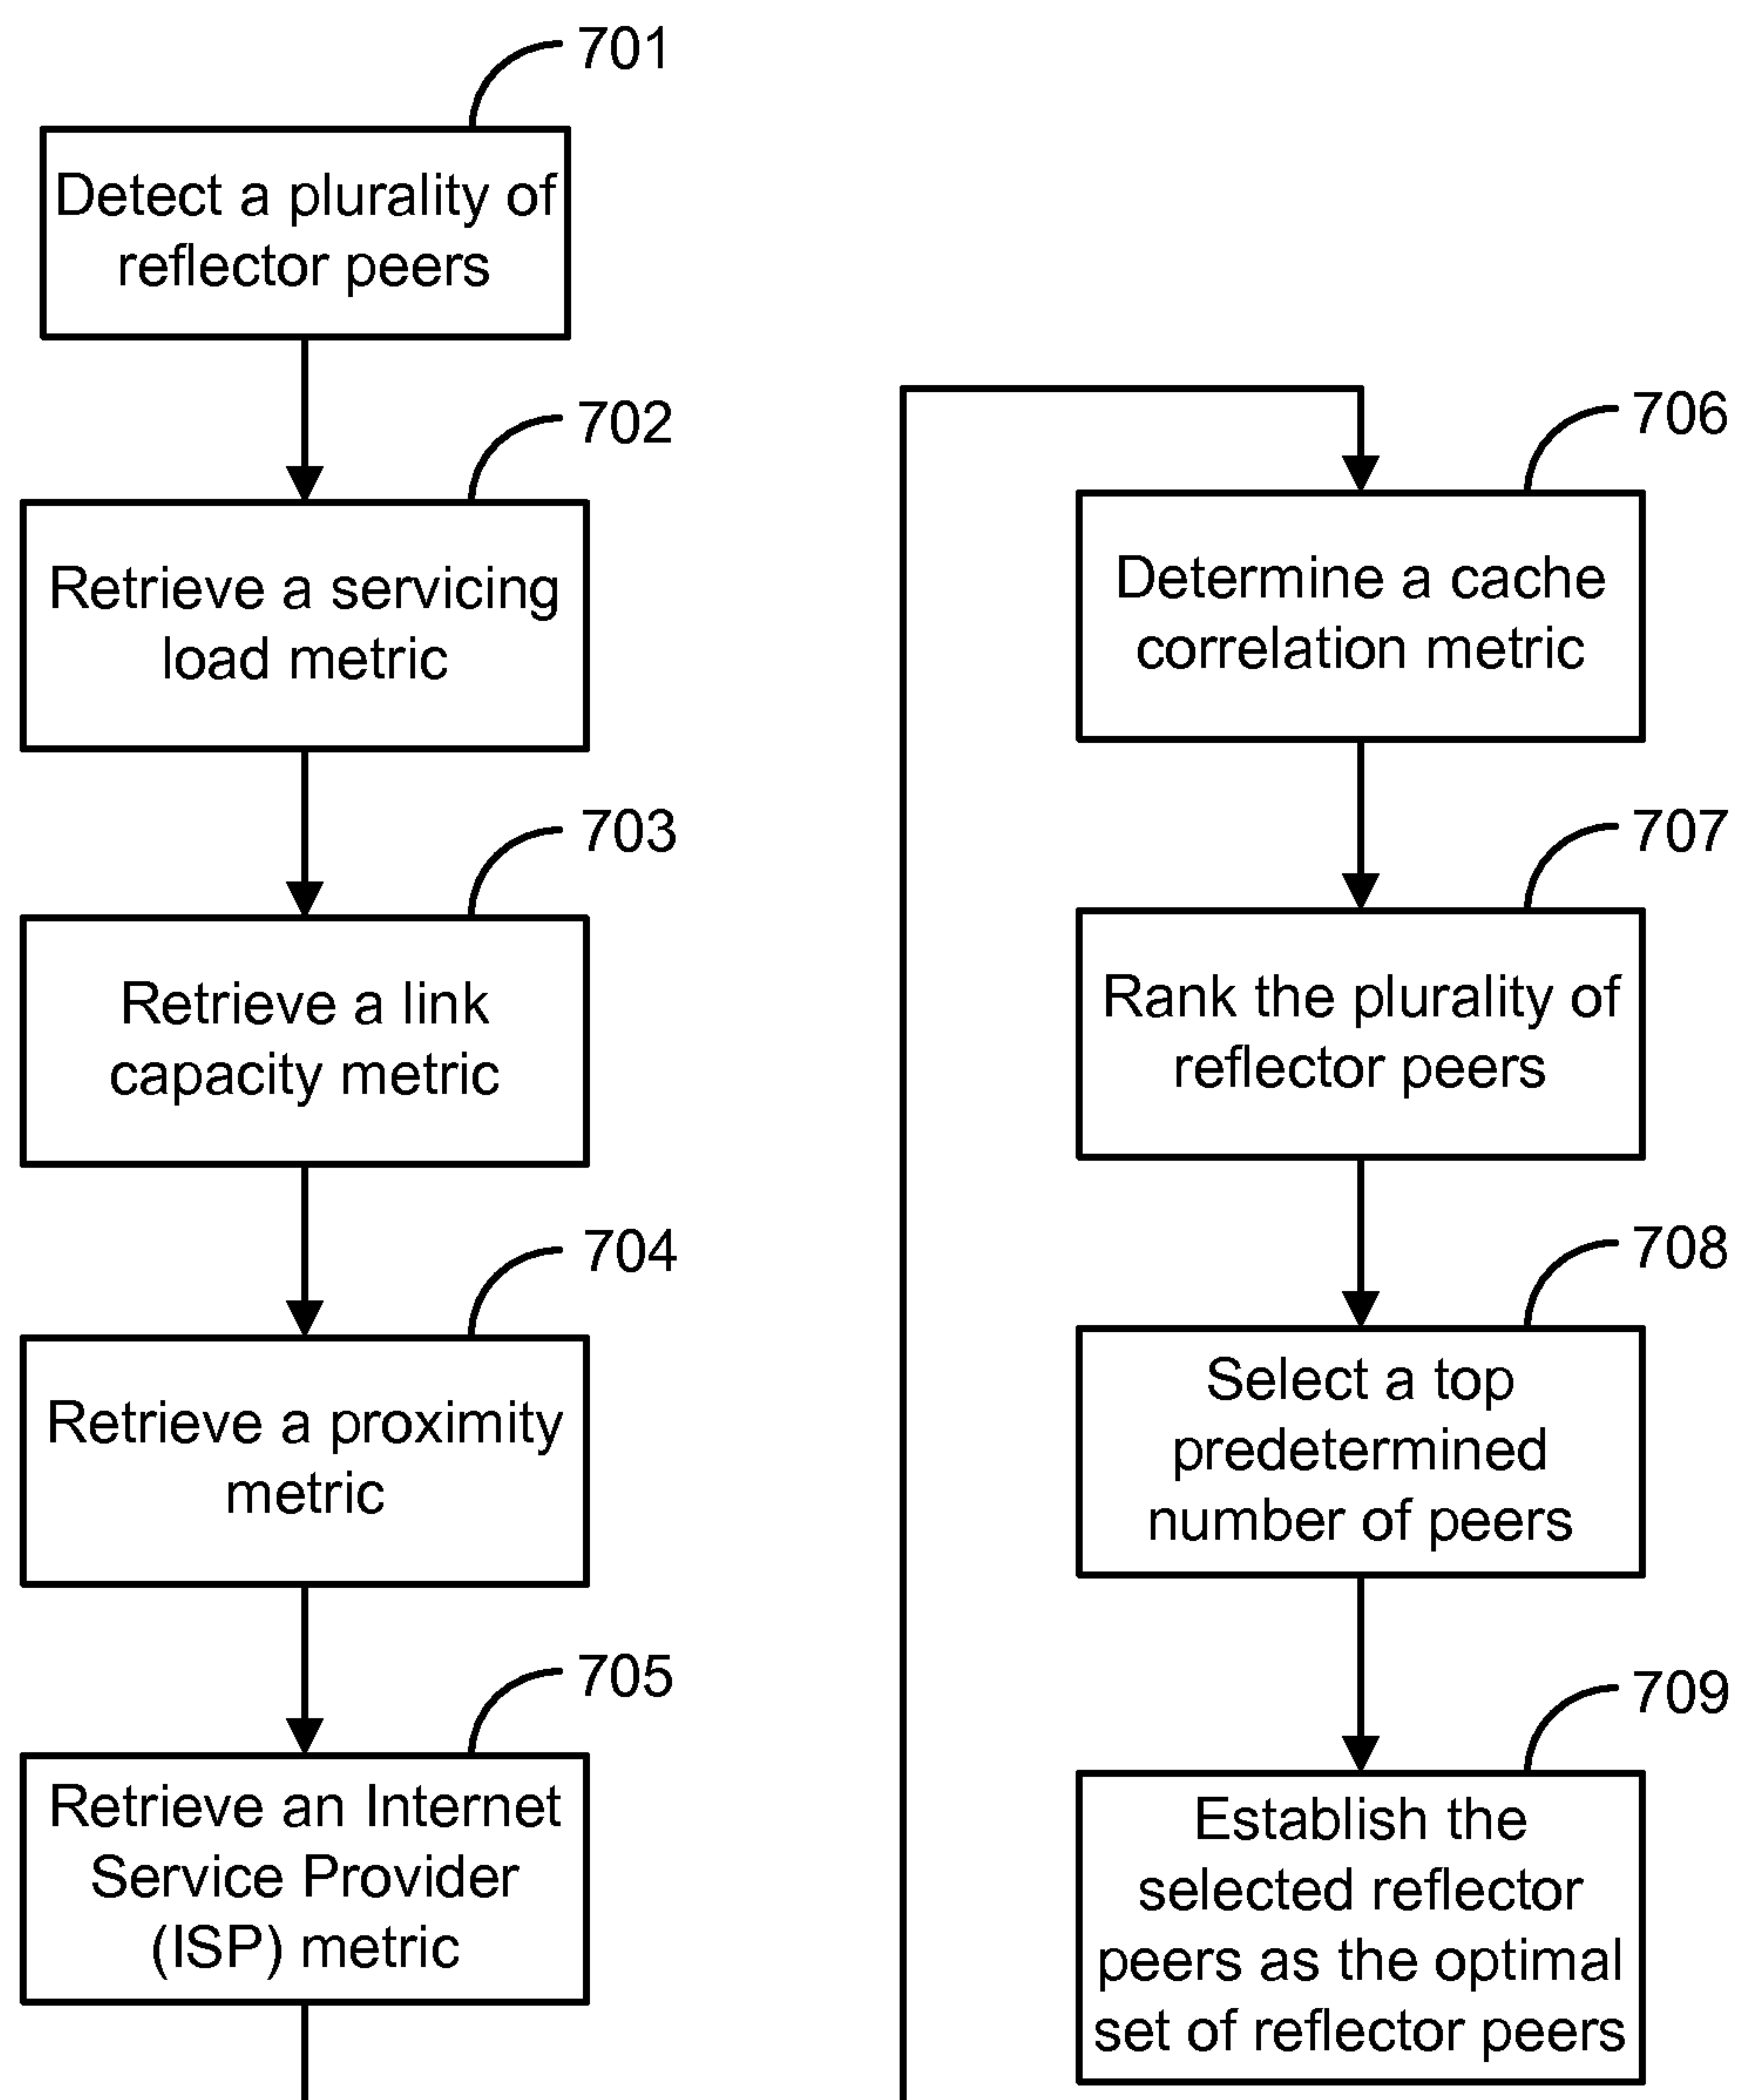 701
Detect a plurality of
reflector peers
702
Retrieve a servicing
load metric
703
Retrieve a link
capacity metric
704
Retrieve a proximity
metric
705
Retrieve an Internet
Service Provider
(ISP) metric
706
Determine a cache
correlation metric
707
Rank the plurality of
reflector peers
708
Select a top
predetermined
number of peers
709
Establish the
selected reflector
peers as the optimal
set of reflector peers